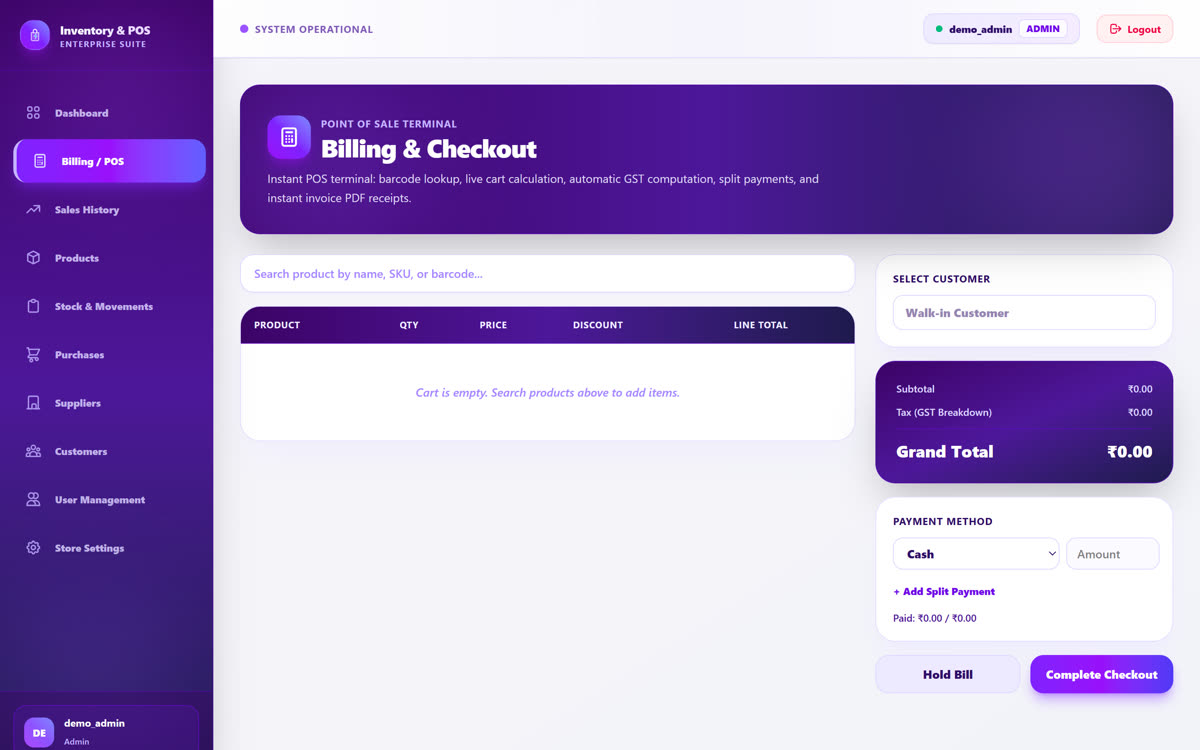 Inventory & POS
ENTERPRISE SUITE
Dashboard
Billing / POS
Sales History
Products
Stock & Movements
Purchases
Suppliers
Customers
User Management
Store Settings
DE
demo_admin
Admin
SYSTEM OPERATIONAL
demo_admin ADMIN
Logout
POINT OF SALE TERMINAL
Billing & Checkout
Instant POS terminal: barcode lookup, live cart calculation, automatic GST computation, split payments, and
instant invoice PDF receipts.
Search product by name, SKU, or barcode...
PRODUCT QTY PRICE DISCOUNT LINE TOTAL
Cart is empty. Search products above to add items.
SELECT CUSTOMER
Walk-in Customer
Subtotal ₹0.00
Tax (GST Breakdown) ₹0.00
Grand Total ₹0.00
PAYMENT METHOD
Cash Amount
+ Add Split Payment
Paid: ₹0.00 / ₹0.00
Hold Bill Complete Checkout